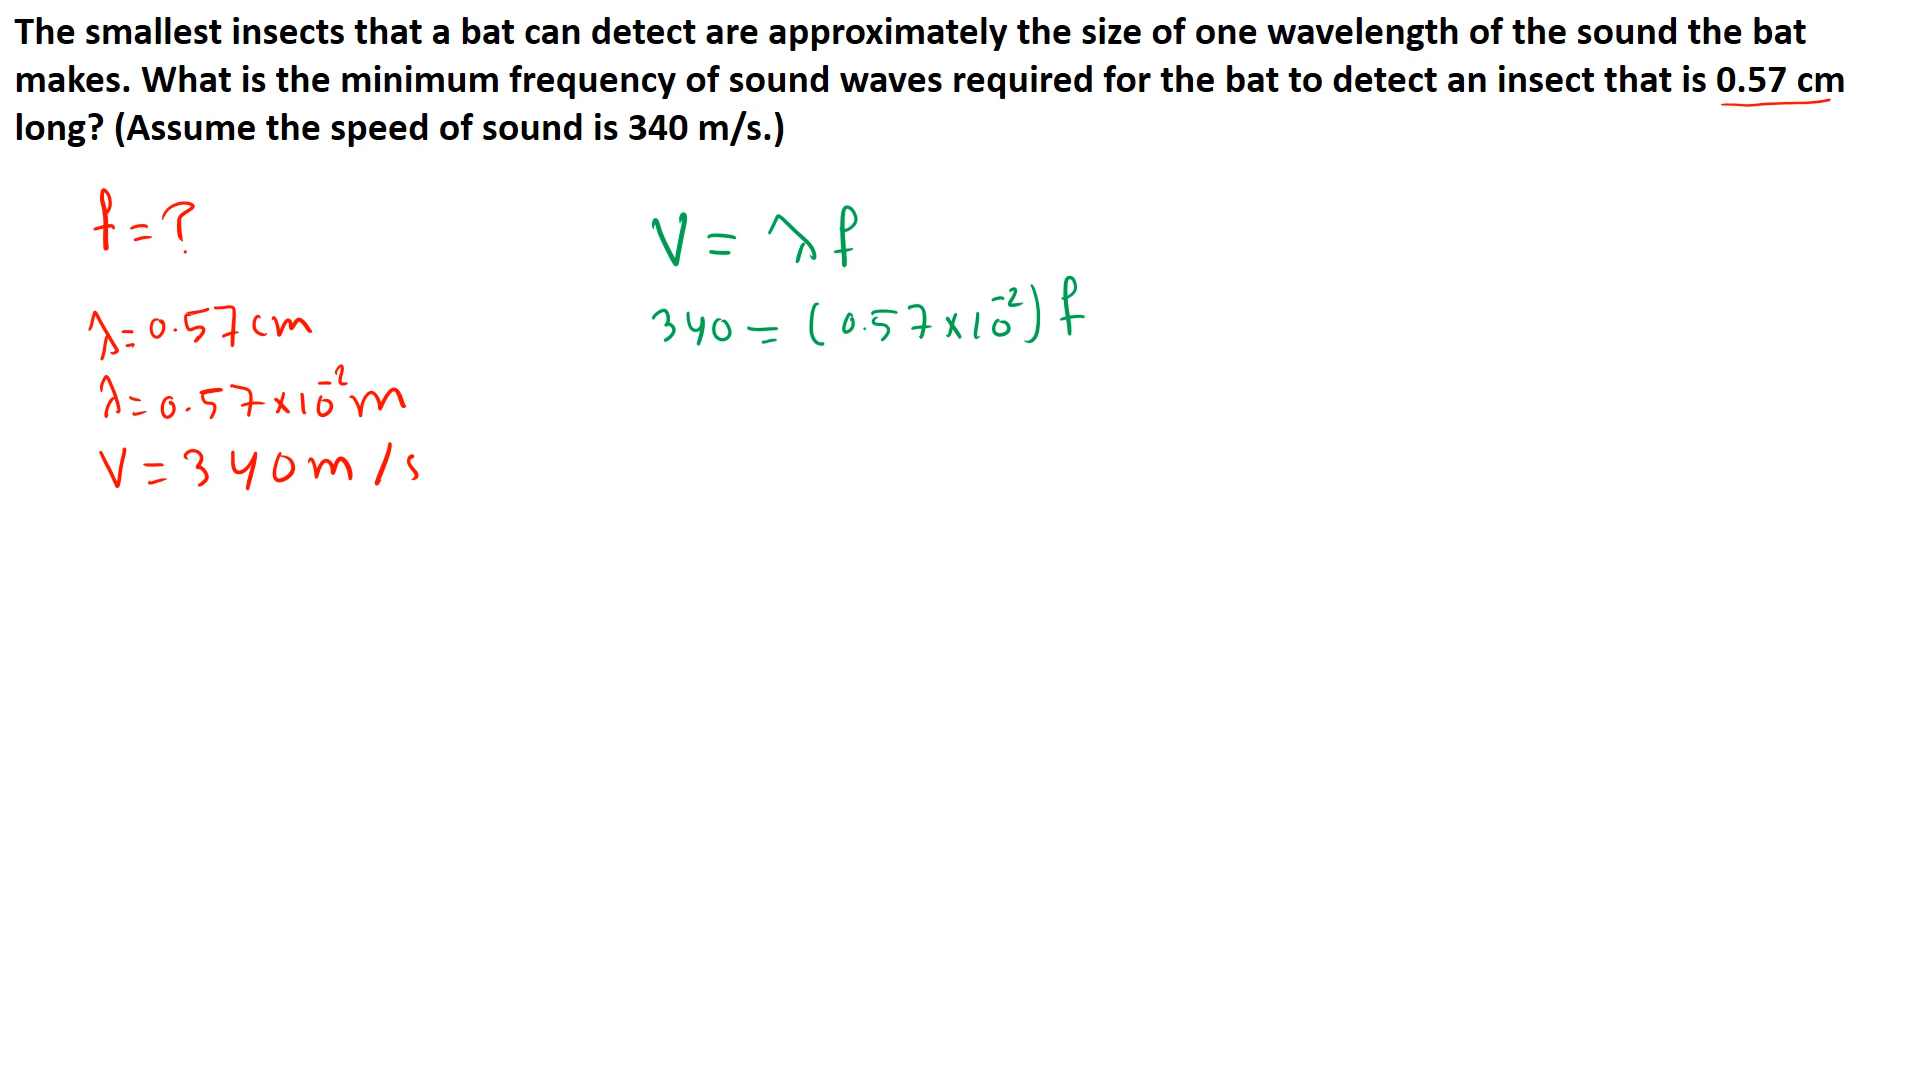 The smallest insects that a bat can detect are approximately the size of one wavelength of the sound the bat
makes. What is the minimum frequency of sound waves required for the bat to detect an insect that is 0.57 cm
long? (Assume the speed of sound is 340 m/s.)
f = ?
λ = 0.57 cm
λ = 0.57 × 10⁻² m
V = 340 m/s
V = λ f
340 = (0.57 × 10⁻²) f